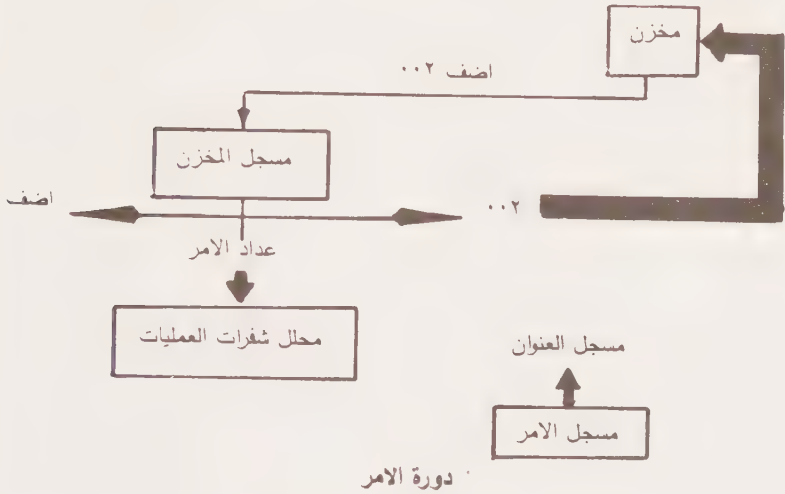 مخزن
اضف ٠٠٢
مسجل المخزن
اضف
٠٠٢
عداد الامر
محلل شفرات العمليات
مسجل العنوان
مسجل الامر
دورة الامر